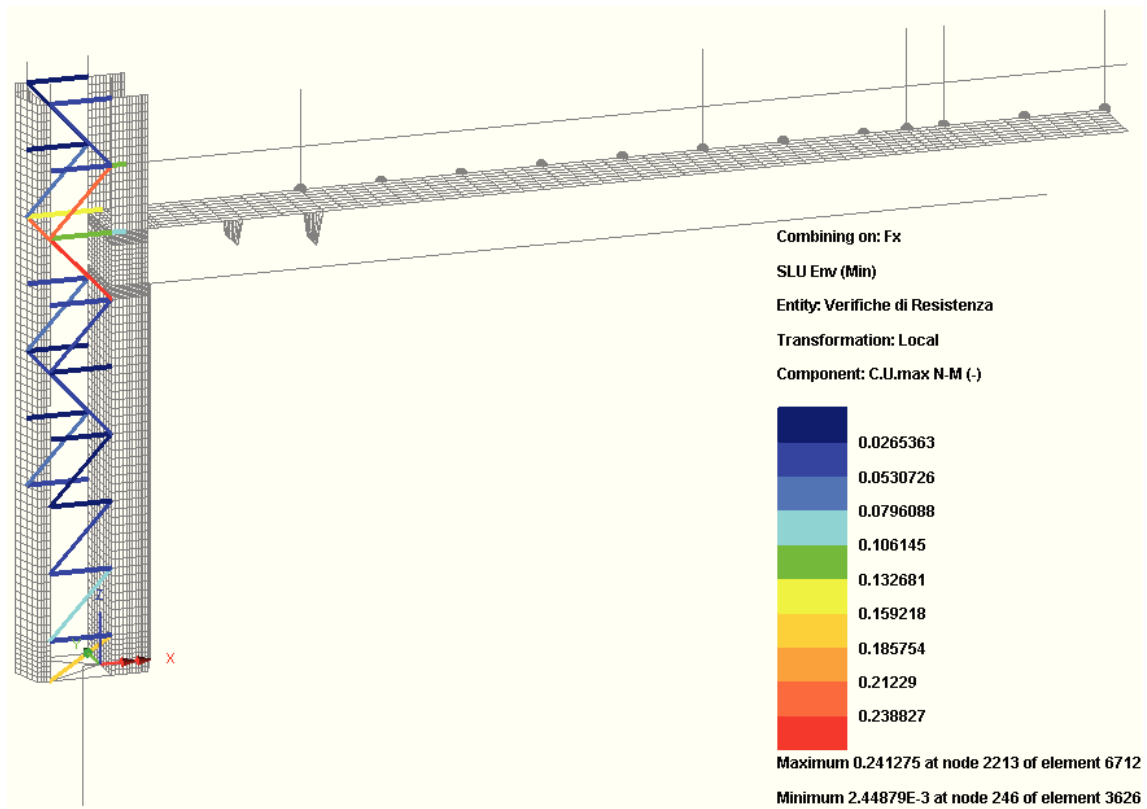 Combining on: Fx
SLU Env (Min)
Entity: Verifiche di Resistenza
Transformation: Local
Component: C.U.max N-M (-)
0.0265363
0.0530726
0.0796088
0.106145
0.132681
0.159218
0.185754
0.21229
0.238827
Maximum 0.241275 at node 2213 of element 6712
Minimum 2.44879E-3 at node 246 of element 3626
Z
Y
X